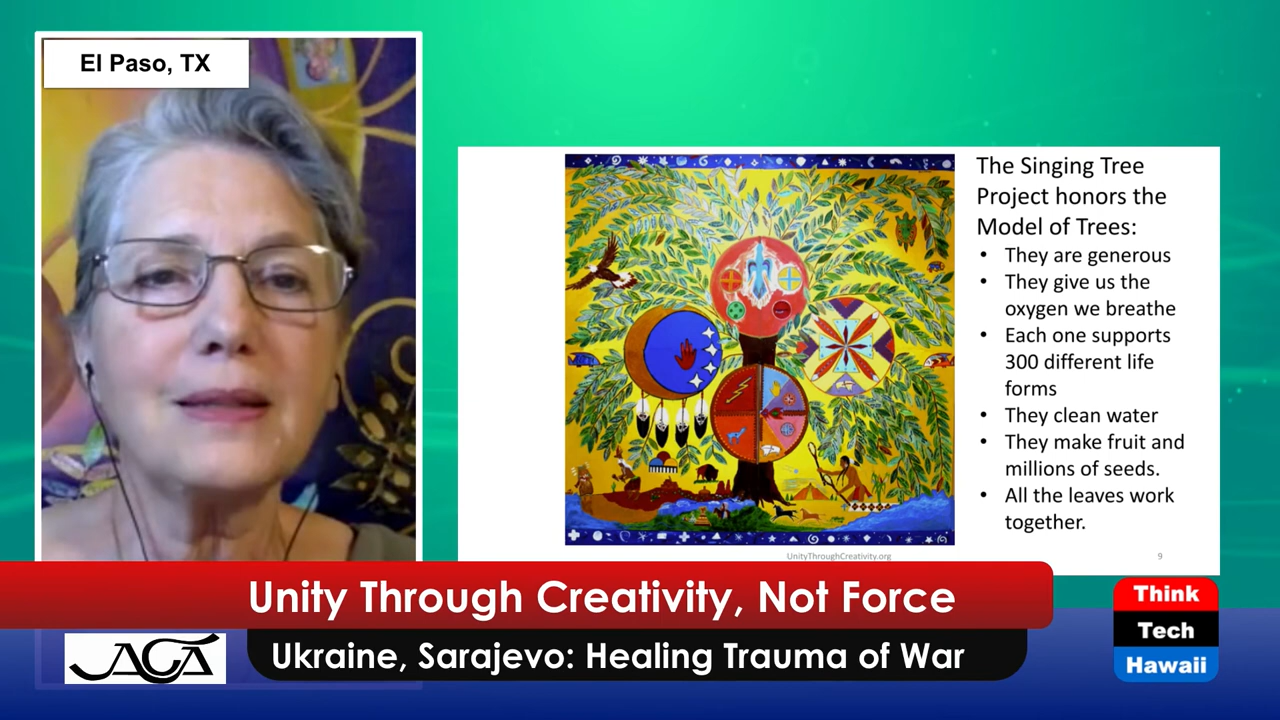 El Paso, TX
The Singing Tree
Project honors the
Model of Trees:
• They are generous
• They give us the
oxygen we breathe
• Each one supports
300 different life
forms
• They clean water
• They make fruit and
millions of seeds.
• All the leaves work
together.
UnityThroughCreativity.org
9
Unity Through Creativity, Not Force
JAGA
Ukraine, Sarajevo: Healing Trauma of War
Think
Tech
Hawaii